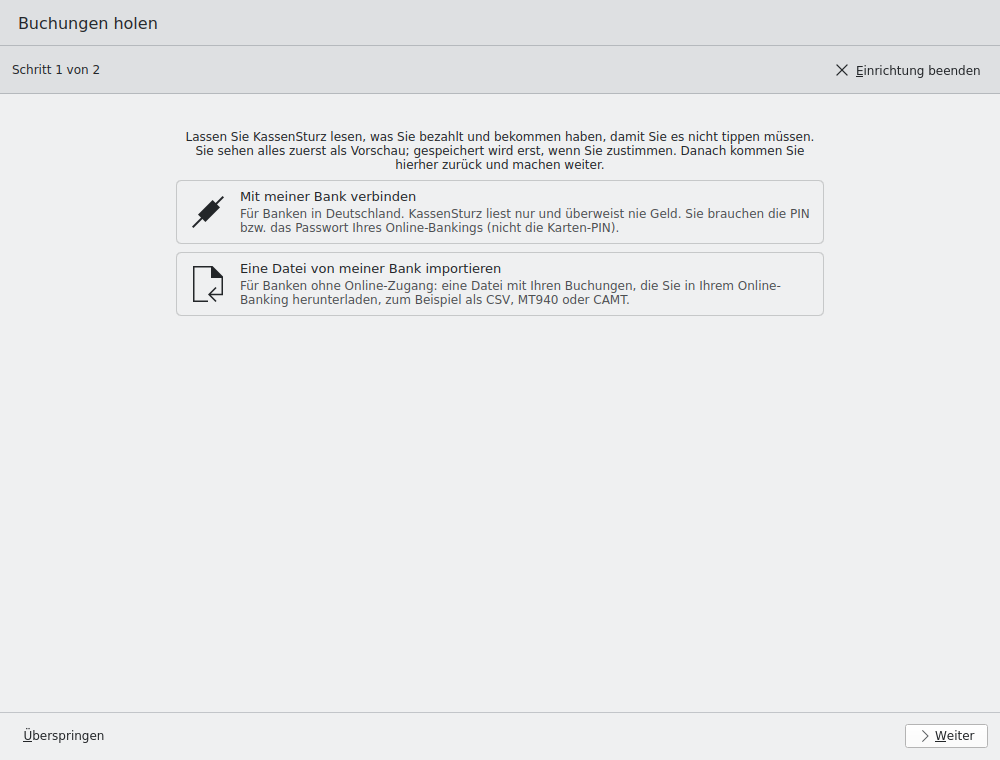 Buchungen holen
Schritt 1 von 2
Einrichtung beenden
Lassen Sie KassenSturz lesen, was Sie bezahlt und bekommen haben, damit Sie es nicht tippen müssen.
Sie sehen alles zuerst als Vorschau; gespeichert wird erst, wenn Sie zustimmen. Danach kommen Sie
hierher zurück und machen weiter.
Mit meiner Bank verbinden
Für Banken in Deutschland. KassenSturz liest nur und überweist nie Geld. Sie brauchen die PIN
bzw. das Passwort Ihres Online-Bankings (nicht die Karten-PIN).
Eine Datei von meiner Bank importieren
Für Banken ohne Online-Zugang: eine Datei mit Ihren Buchungen, die Sie in Ihrem Online-
Banking herunterladen, zum Beispiel als CSV, MT940 oder CAMT.
Überspringen
Weiter